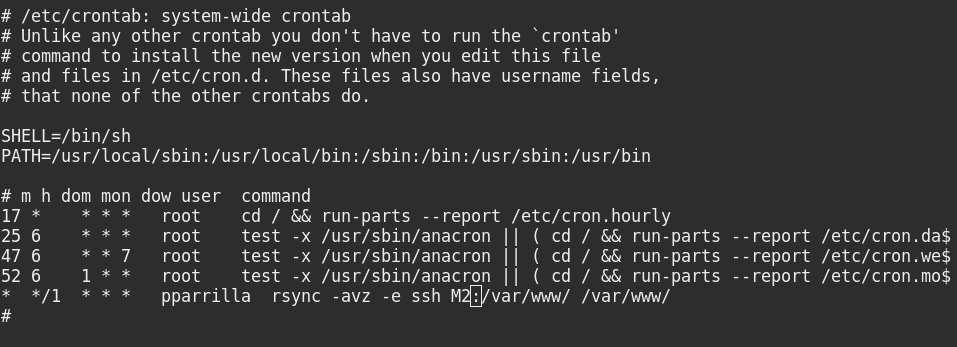 # /etc/crontab: system-wide crontab
# Unlike any other crontab you don't have to run the `crontab'
# command to install the new version when you edit this file
# and files in /etc/cron.d. These files also have username fields,
# that none of the other crontabs do.

SHELL=/bin/sh
PATH=/usr/local/sbin:/usr/local/bin:/sbin:/bin:/usr/sbin:/usr/bin

# m h dom mon dow user  command
17 *    * * *   root    cd / && run-parts --report /etc/cron.hourly
25 6    * * *   root    test -x /usr/sbin/anacron || ( cd / && run-parts --report /etc/cron.da$
47 6    * * 7   root    test -x /usr/sbin/anacron || ( cd / && run-parts --report /etc/cron.we$
52 6    1 * *   root    test -x /usr/sbin/anacron || ( cd / && run-parts --report /etc/cron.mo$
*  */1  * * *   pparrilla  rsync -avz -e ssh M2:/var/www/ /var/www/
#